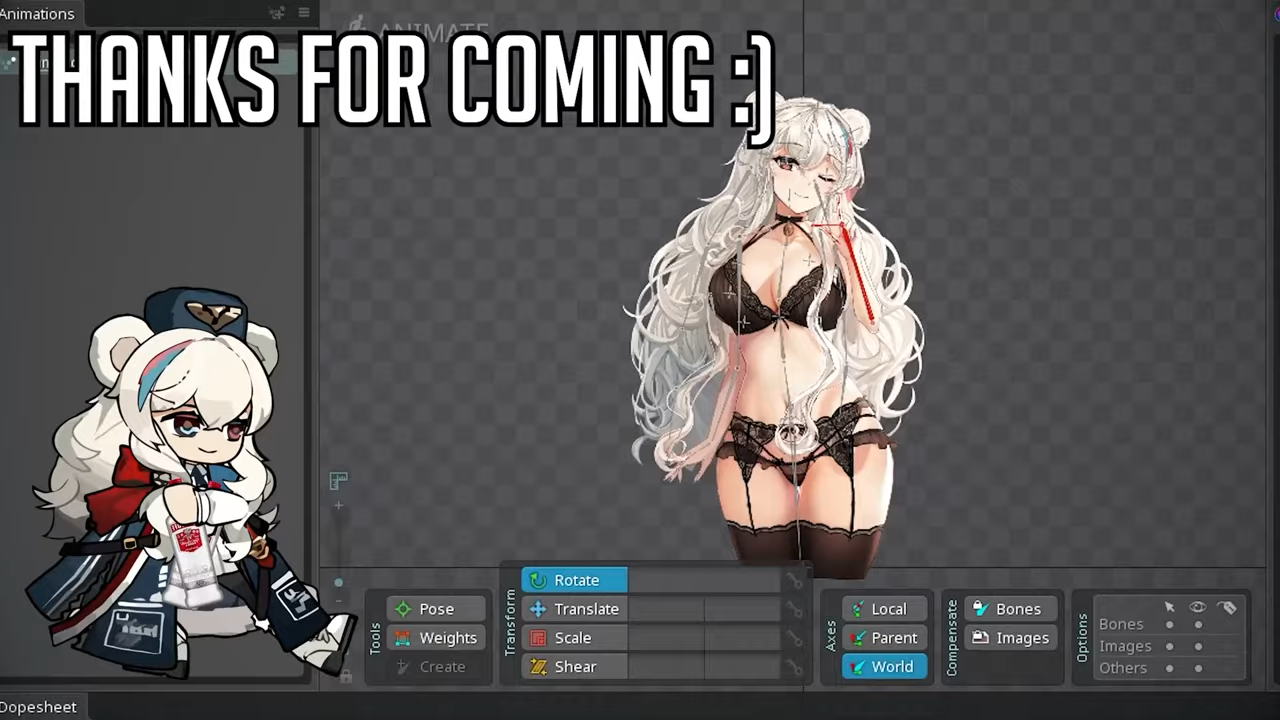 Animations
ANIMATE
THANKS FOR COMING :)
Tools
Pose
Weights
Create
Transform
Rotate
Translate
Scale
Shear
Axes
Local
Parent
World
Compensate
Bones
Images
Options
Bones
Images
Others
Dopesheet